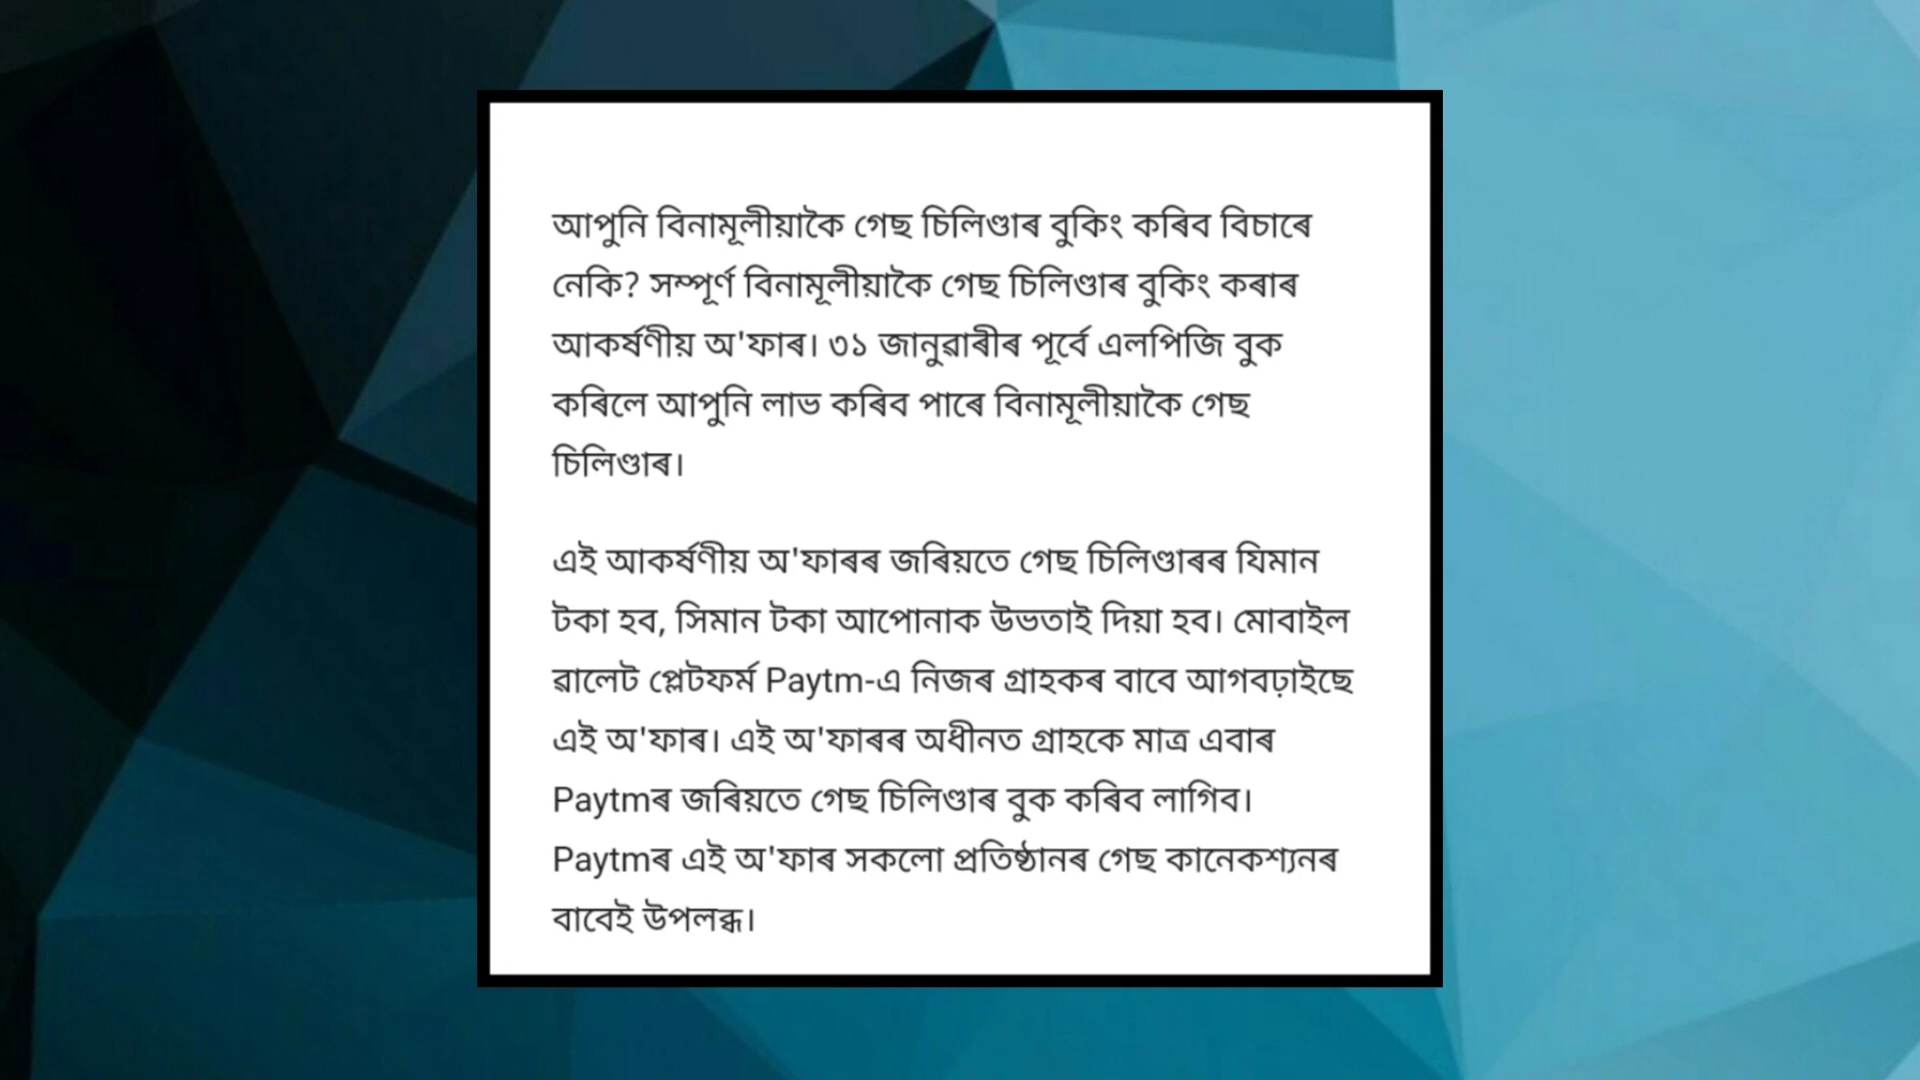 আপুনি বিনামূলীয়াকৈ গেছ চিলিণ্ডাৰ বুকিং কৰিব বিচাৰে
নেকি? সম্পূৰ্ণ বিনামূলীয়াকৈ গেছ চিলিণ্ডাৰ বুকিং কৰাৰ
আকৰ্ষণীয় অ'ফাৰ। ৩১ জানুৱাৰীৰ পূৰ্বে এলপিজি বুক
কৰিলে আপুনি লাভ কৰিব পাৰে বিনামূলীয়াকৈ গেছ
চিলিণ্ডাৰ।
এই আকৰ্ষণীয় অ'ফাৰৰ জৰিয়তে গেছ চিলিণ্ডাৰৰ যিমান
টকা হব, সিমান টকা আপোনাক উভতাই দিয়া হব। মোবাইল
ৱালেট প্লেটফৰ্ম Paytm-এ নিজৰ গ্ৰাহকৰ বাবে আগবঢ়াইছে
এই অ'ফাৰ। এই অ'ফাৰৰ অধীনত গ্ৰাহকে মাত্ৰ এবাৰ
Paytmৰ জৰিয়তে গেছ চিলিণ্ডাৰ বুক কৰিব লাগিব।
Paytmৰ এই অ'ফাৰ সকলো প্ৰতিষ্ঠানৰ গেছ কানেকশ্যনৰ
বাবেই উপলব্ধ।